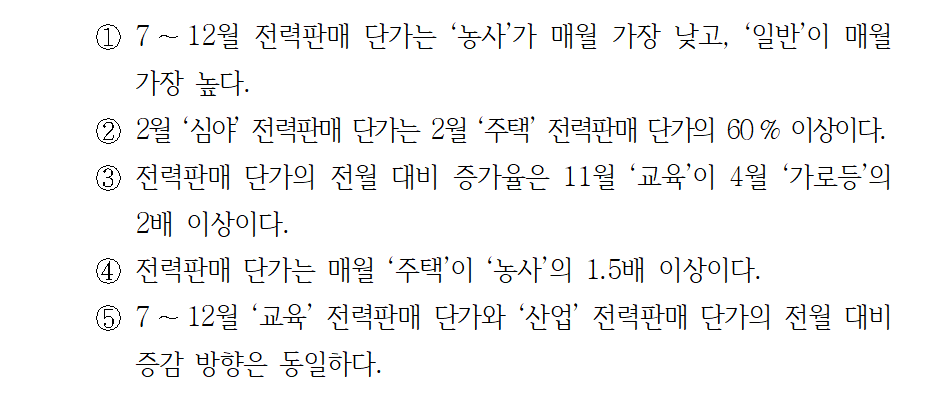 ① 7 ~ 12월 전력판매 단가는 ‘농사’가 매월 가장 낮고, ‘일반’이 매월
가장 높다.
② 2월 ‘심야’ 전력판매 단가는 2월 ‘주택’ 전력판매 단가의 60 % 이상이다.
③ 전력판매 단가의 전월 대비 증가율은 11월 ‘교육’이 4월 ‘가로등’의
2배 이상이다.
④ 전력판매 단가는 매월 ‘주택’이 ‘농사’의 1.5배 이상이다.
⑤ 7 ~ 12월 ‘교육’ 전력판매 단가와 ‘산업’ 전력판매 단가의 전월 대비
증감 방향은 동일하다.